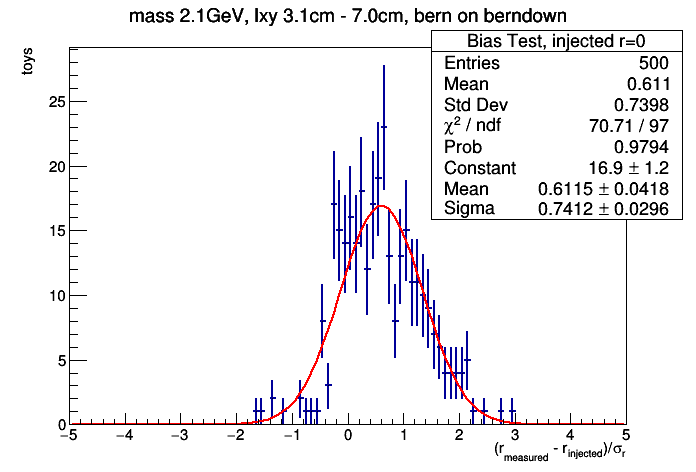 mass 2.1GeV, lxy 3.1cm - 7.0cm, bern on berndown
Bias Test, injected r=0
Entries 500
Mean 0.611
Std Dev 0.7398
χ² / ndf 70.71 / 97
Prob 0.9794
Constant 16.9 ± 1.2
Mean 0.6115 ± 0.0418
Sigma 0.7412 ± 0.0296
toys
25
20
15
10
5
0
−5 −4 −3 −2 −1 0 1 2 3 4 5
(r_measured - r_injected)/σ_r